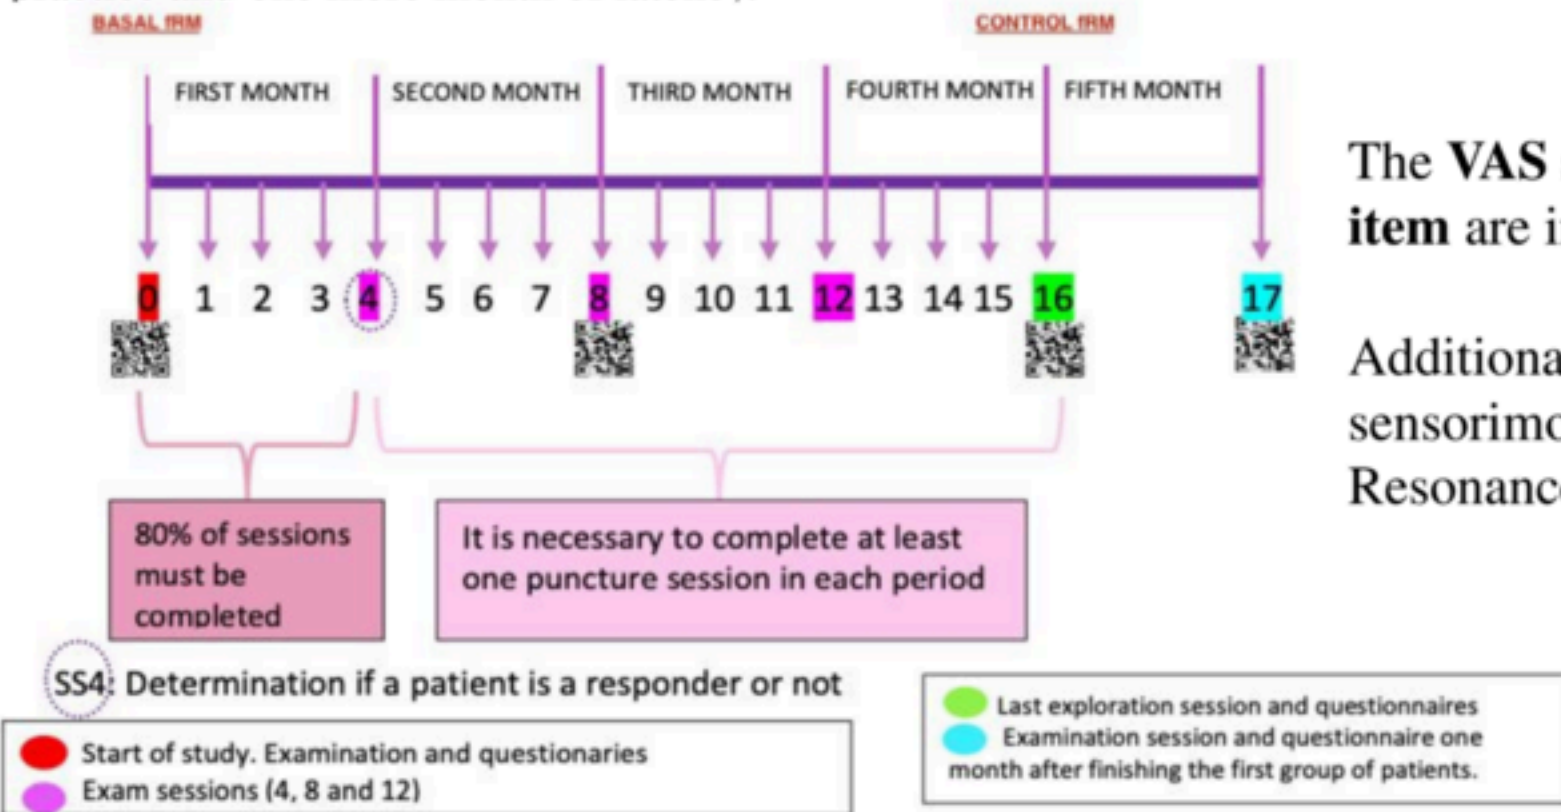 BASAL fRM
CONTROL fRM
FIRST MONTH SECOND MONTH THIRD MONTH FOURTH MONTH FIFTH MONTH
0 1 2 3 4 5 6 7 8 9 10 11 12 13 14 15 16 17
The VAS
item are
Additiona
sensorimo
Resonance
80% of sessions
must be
completed
It is necessary to complete at least
one puncture session in each period
SS4: Determination if a patient is a responder or not
Start of study. Examination and questionaries
Exam sessions (4, 8 and 12)
Last exploration session and questionnaires
Examination session and questionnaire one
month after finishing the first group of patients.